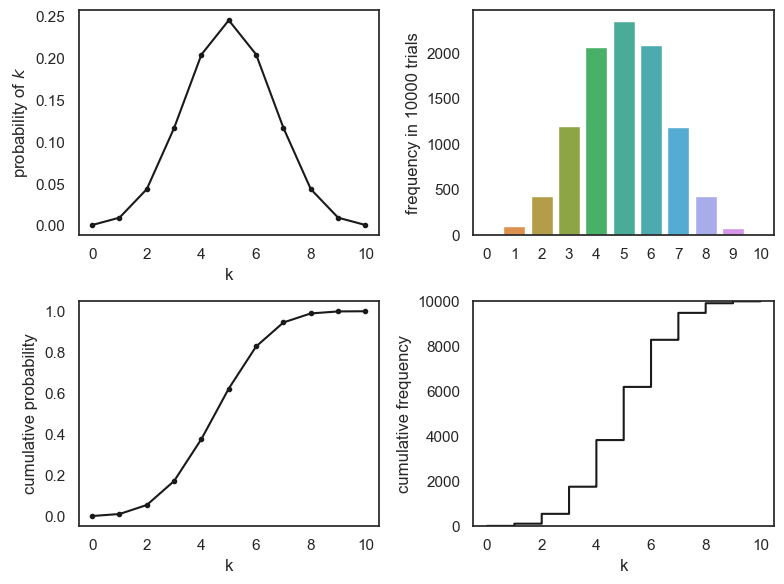 probability of k
0.25
0.20
0.15
0.10
0.05
0.00
0 2 4 6 8 10
k
frequency in 10000 trials
2000
1500
1000
500
0
0 1 2 3 4 5 6 7 8 9 10
cumulative probability
1.0
0.8
0.6
0.4
0.2
0.0
0 2 4 6 8 10
k
cumulative frequency
10000
8000
6000
4000
2000
0
0 2 4 6 8 10
k